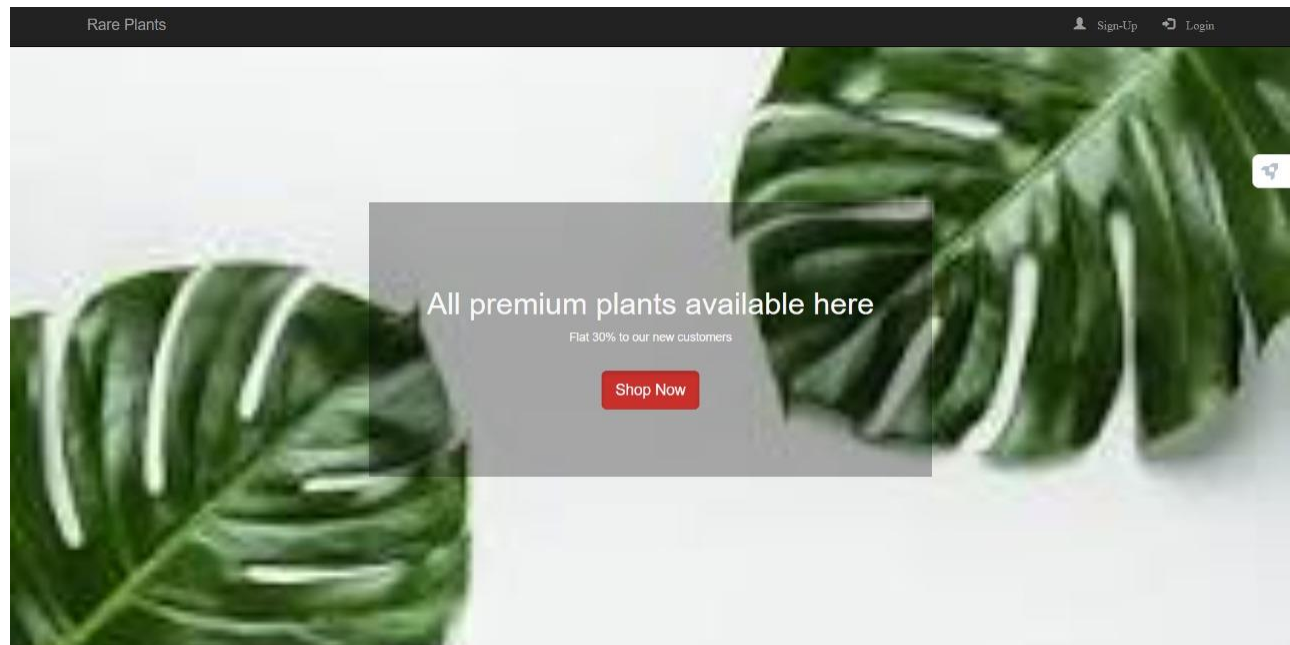 Rare Plants
Sign-Up
Login
All premium plants available here
Flat 30% to our new customers
Shop Now